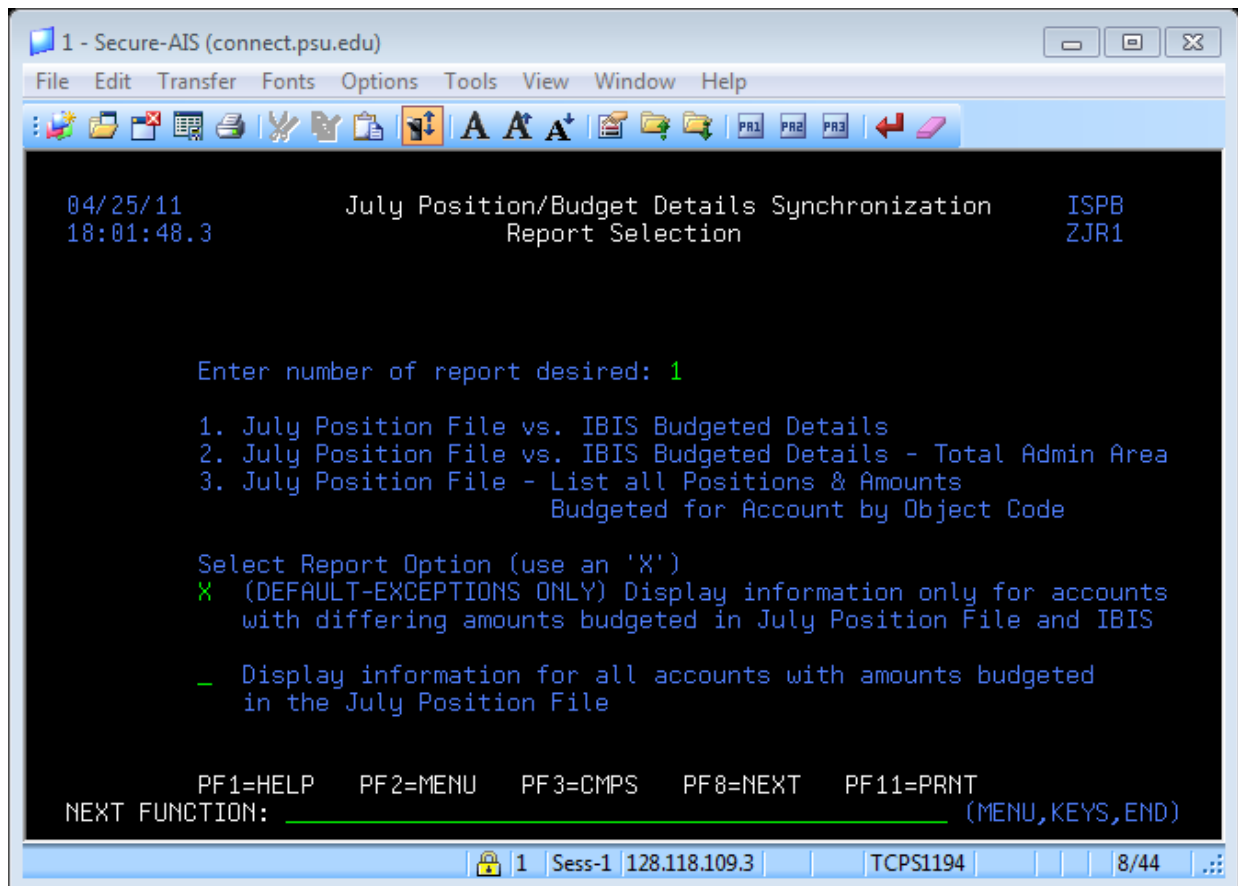 1 - Secure-AIS (connect.psu.edu)
File Edit Transfer Fonts Options Tools View Window Help
A A A PA1 PA2 PA3
04/25/11 July Position/Budget Details Synchronization ISPB
18:01:48.3 Report Selection ZJR1
Enter number of report desired: 1
1. July Position File vs. IBIS Budgeted Details
2. July Position File vs. IBIS Budgeted Details - Total Admin Area
3. July Position File - List all Positions & Amounts
Budgeted for Account by Object Code
Select Report Option (use an 'X')
X (DEFAULT-EXCEPTIONS ONLY) Display information only for accounts
with differing amounts budgeted in July Position File and IBIS
_ Display information for all accounts with amounts budgeted
in the July Position File
PF1=HELP PF2=MENU PF3=CMPS PF8=NEXT PF11=PRNT
NEXT FUNCTION: ____________________ (MENU,KEYS,END)
1 Sess-1 128.118.109.3 TCPS1194 8/44